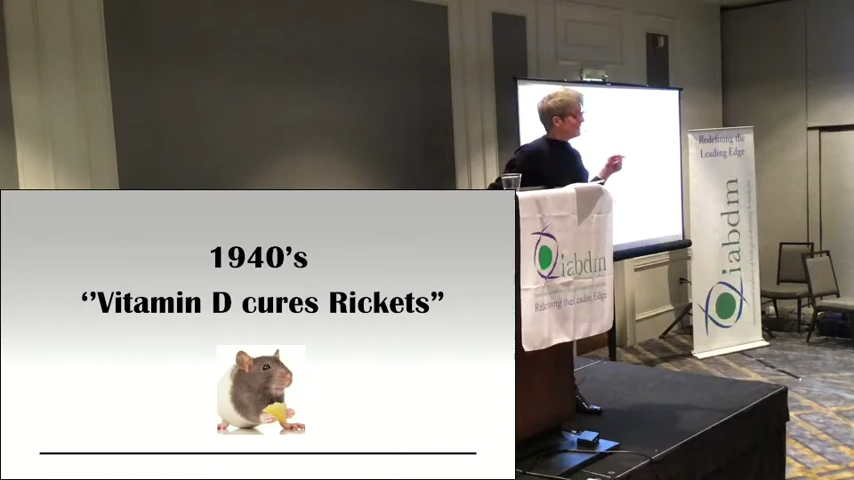 1940's
‘’Vitamin D cures Rickets”
iabdm
Redefining the Leading Edge
Redefining the
Leading Edge
iabdm